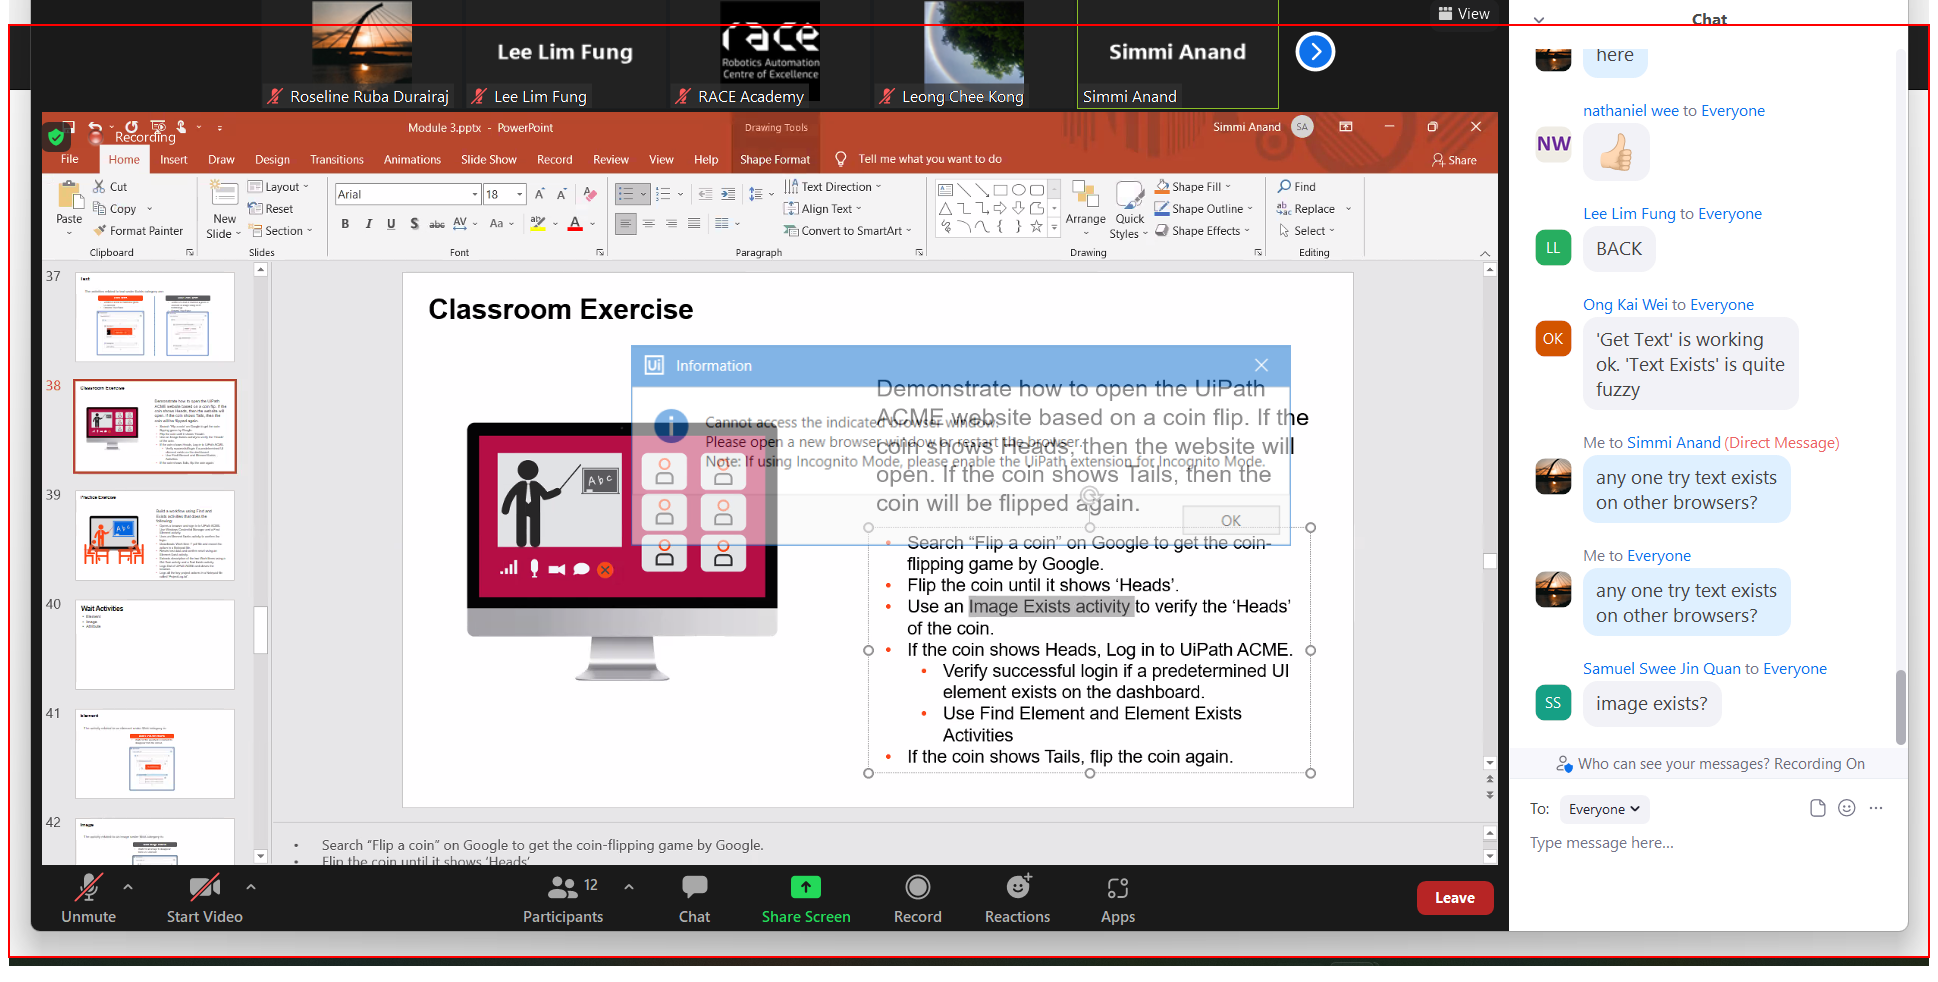 View
Lee Lim Fung
race
Robotics Automation
Centre of Excellence
Simmi Anand
Roseline Ruba Durairaj
Lee Lim Fung
RACE Academy
Leong Chee Kong
Simmi Anand
Recording
Module 3.pptx - PowerPoint
Drawing Tools
Simmi Anand
SA
File Home Insert Draw Design Transitions Animations Slide Show Record Review View Help Shape Format Tell me what you want to do Share
Paste
Cut
Copy
Format Painter
Clipboard
New
Slide
Layout
Reset
Section
Slides
Arial 18
B I U S abc AV Aa A
Font
Text Direction
Align Text
Convert to SmartArt
Paragraph
Arrange
Quick
Styles
Shape Fill
Shape Outline
Shape Effects
Drawing
Find
Replace
Select
Editing
37
Text
38
Classroom Exercise
39
Practice Exercise
40
Wait Activities
Element
Image
Attribute
41
Element
42
Image
Classroom Exercise
Abc
Ui Information
Cannot access the indicated browser window.
Please open a new browser window or restart the browser.
Note: If using Incognito Mode, please enable the UiPath extension for Incognito Mode.
OK
Demonstrate how to open the UiPath
ACME website based on a coin flip. If the
coin shows Heads, then the website will
open. If the coin shows Tails, then the
coin will be flipped again.
• Search “Flip a coin” on Google to get the coin-
flipping game by Google.
• Flip the coin until it shows ‘Heads’.
• Use an Image Exists activity to verify the ‘Heads’
of the coin.
• If the coin shows Heads, Log in to UiPath ACME.
• Verify successful login if a predetermined UI
element exists on the dashboard.
• Use Find Element and Element Exists
Activities
• If the coin shows Tails, flip the coin again.
• Search “Flip a coin” on Google to get the coin-flipping game by Google.
• Flip the coin until it shows ‘Heads’
Unmute
Start Video
12
Participants
Chat
Share Screen
Record
Reactions
Apps
Leave
Chat
here
nathaniel wee to Everyone
NW
Lee Lim Fung to Everyone
LL
BACK
Ong Kai Wei to Everyone
OK
'Get Text' is working
ok. 'Text Exists' is quite
fuzzy
Me to Simmi Anand (Direct Message)
any one try text exists
on other browsers?
Me to Everyone
any one try text exists
on other browsers?
Samuel Swee Jin Quan to Everyone
SS
image exists?
Who can see your messages? Recording On
To: Everyone
Type message here...